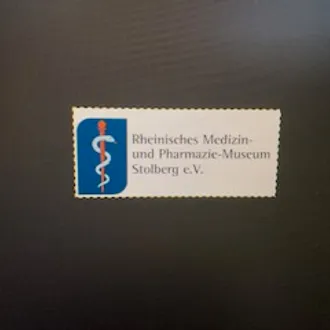 Rheinisches Medizin-
und Pharmazie-Museum
Stolberg e.V.